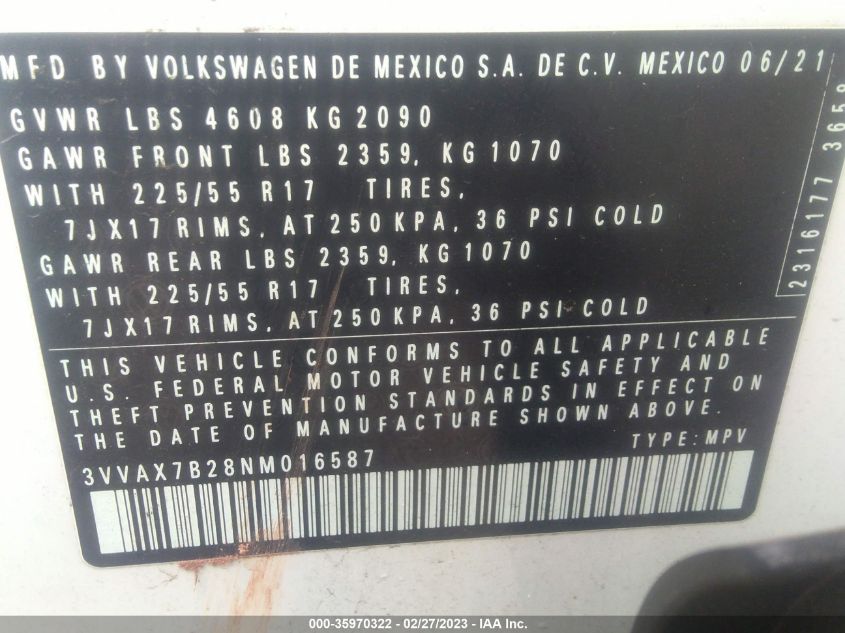 MFD BY VOLKSWAGEN DE MEXICO S.A. DE C.V. MEXICO 06/21
GVWR LBS 4608 KG 2090
GAWR FRONT LBS 2359, KG 1070
WITH 225/55 R17 TIRES,
7JX17 RIMS, AT 250 KPA, 36 PSI COLD
GAWR REAR LBS 2359, KG 1070
WITH 225/55 R17 TIRES,
7JX17 RIMS, AT 250 KPA, 36 PSI COLD
THIS VEHICLE CONFORMS TO ALL APPLICABLE
U.S. FEDERAL MOTOR VEHICLE SAFETY AND
THEFT PREVENTION STANDARDS IN EFFECT ON
THE DATE OF MANUFACTURE SHOWN ABOVE.
3VVAX7B28NM016587 TYPE: MPV
2316177 3658
000-35970322 - 02/27/2023 - IAA Inc.